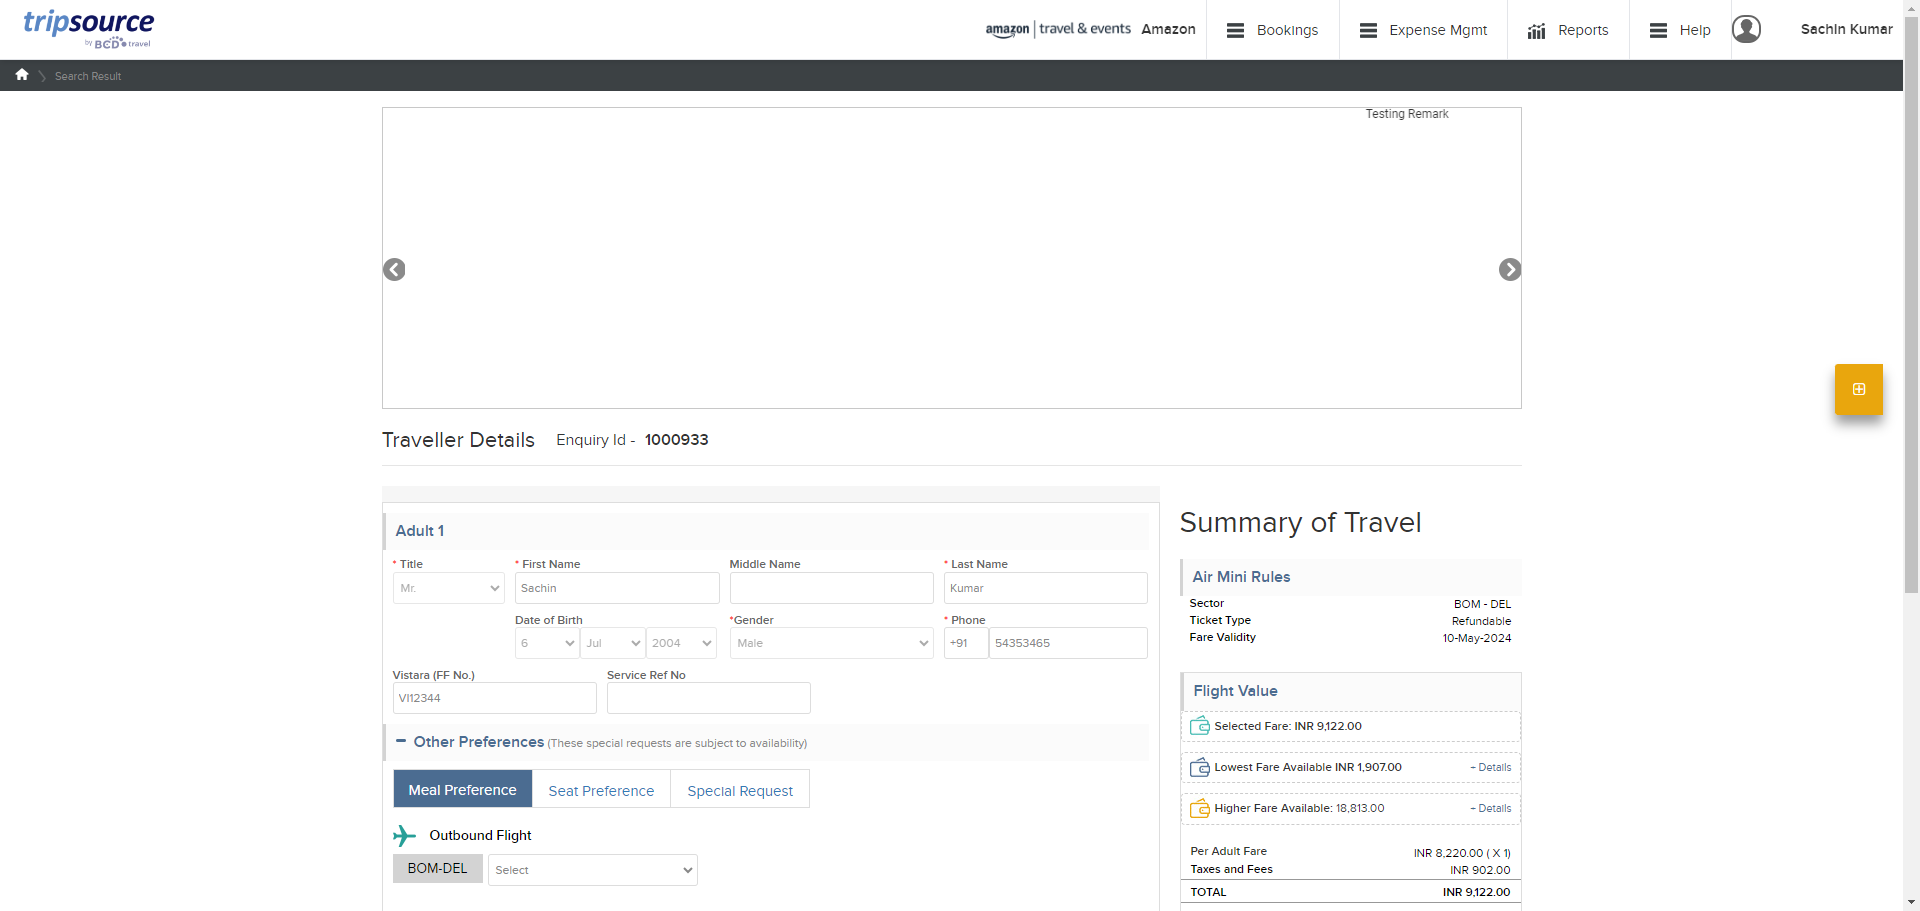 tripsource
by BCD travel
amazon | travel & events Amazon
Bookings
Expense Mgmt
Reports
Help
Sachin Kumar
Search Result
Testing Remark
Traveller Details Enquiry Id - 1000933
Adult 1
* Title * First Name Middle Name * Last Name
Mr. Sachin Kumar
Date of Birth *Gender * Phone
6 Jul 2004 Male +91 54353465
Vistara (FF No.) Service Ref No
VI12344
Other Preferences (These special requests are subject to availability)
Meal Preference Seat Preference Special Request
Outbound Flight
BOM-DEL Select
Summary of Travel
Air Mini Rules
Sector BOM - DEL
Ticket Type Refundable
Fare Validity 10-May-2024
Flight Value
Selected Fare: INR 9,122.00
Lowest Fare Available INR 1,907.00 + Details
Higher Fare Available: 18,813.00 + Details
Per Adult Fare INR 8,220.00 ( X 1)
Taxes and Fees INR 902.00
TOTAL INR 9,122.00